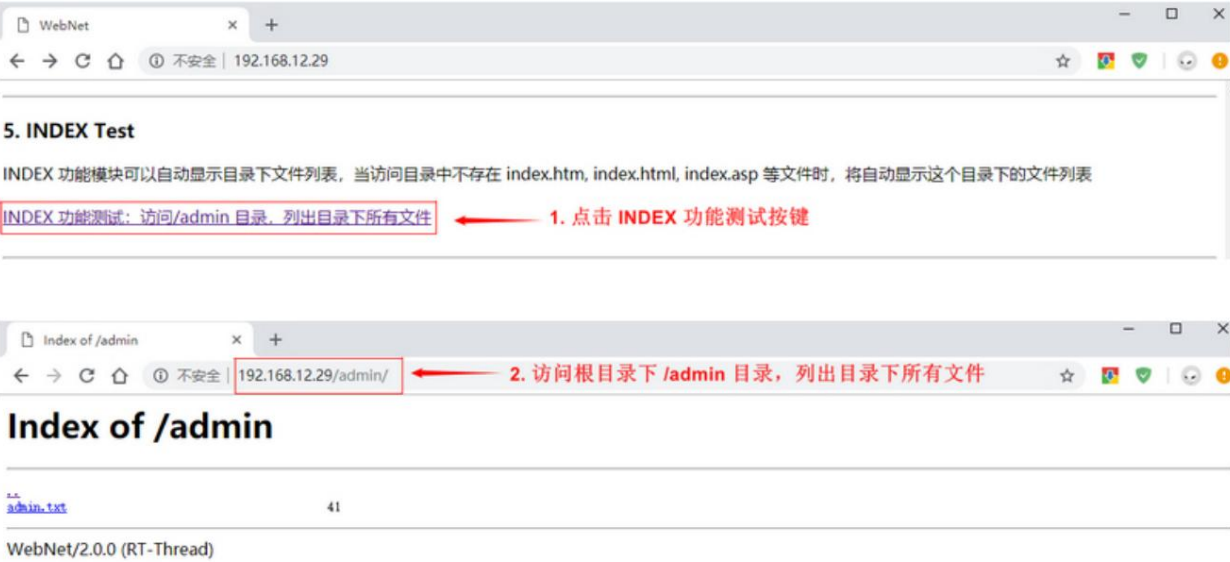 WebNet
不安全 | 192.168.12.29
5. INDEX Test
INDEX 功能模块可以自动显示目录下文件列表，当访问目录中不存在 index.htm, index.html, index.asp 等文件时，将自动显示这个目录下的文件列表
INDEX 功能测试：访问/admin 目录，列出目录下所有文件
1. 点击 INDEX 功能测试按键
Index of /admin
不安全 | 192.168.12.29/admin/
2. 访问根目录下 /admin 目录，列出目录下所有文件
Index of /admin
..
admin.txt 41
WebNet/2.0.0 (RT-Thread)